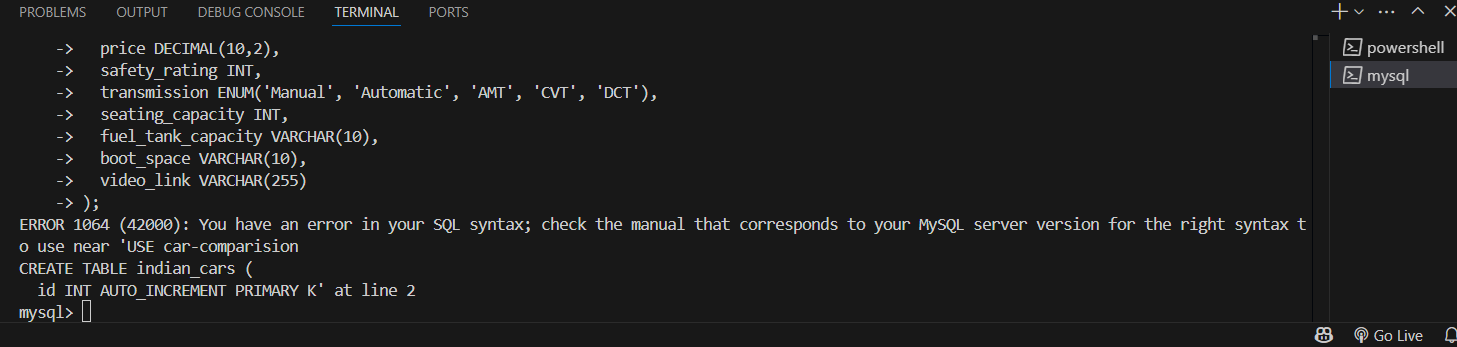 PROBLEMS OUTPUT DEBUG CONSOLE TERMINAL PORTS
-> price DECIMAL(10,2),
-> safety_rating INT,
-> transmission ENUM('Manual', 'Automatic', 'AMT', 'CVT', 'DCT'),
-> seating_capacity INT,
-> fuel_tank_capacity VARCHAR(10),
-> boot_space VARCHAR(10),
-> video_link VARCHAR(255)
-> );
ERROR 1064 (42000): You have an error in your SQL syntax; check the manual that corresponds to your MySQL server version for the right syntax t
o use near 'USE car-comparision
CREATE TABLE indian_cars (
id INT AUTO_INCREMENT PRIMARY K' at line 2
mysql>
powershell
mysql
Go Live